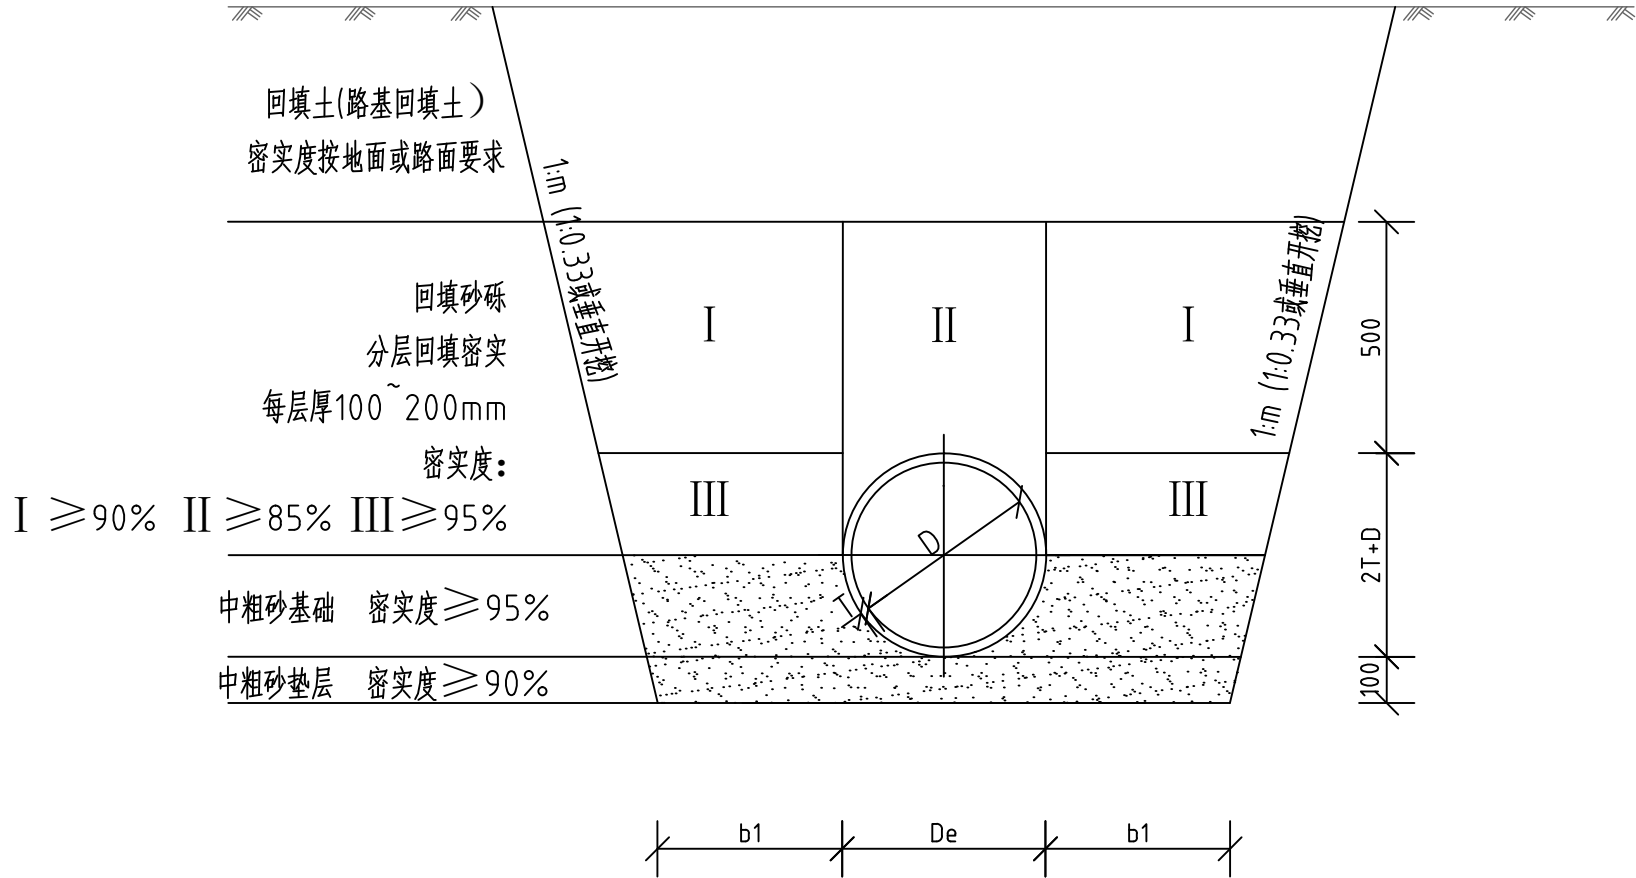 回填土(路基回填土）
密实度按地面或路面要求
1:m (1:0.33或垂直开挖)
1:m (1:0.33或垂直开挖)
回填砂砾
分层回填密实
每层厚100~200mm
密实度：
I ≥90% II ≥85% III≥95%
I
II
I
500
III
III
D
T
2T+D
中粗砂基础 密实度≥95%
中粗砂垫层 密实度≥90%
100
b1
De
b1